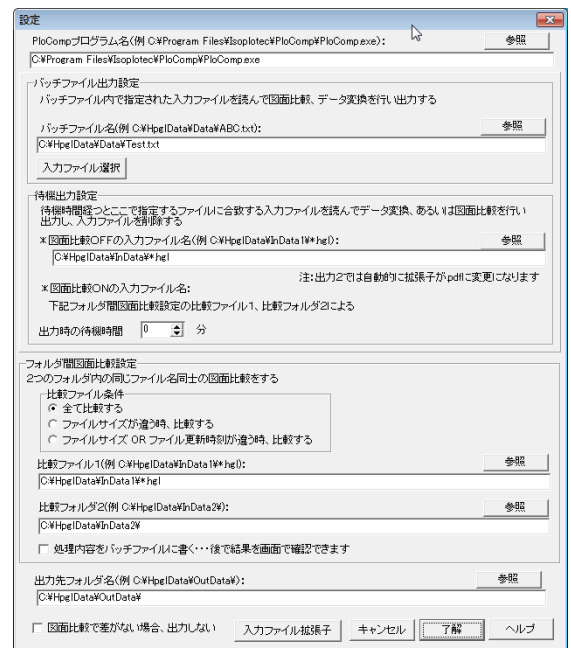 設定
PloCompプログラム名(例 C:¥Program Files¥Isoplotec¥PloComp¥PloComp.exe):
参照
C:¥Program Files¥Isoplotec¥PloComp¥PloComp.exe
バッチファイル出力設定
バッチファイル内で指定された入力ファイルを読んで図面比較、データ変換を行い出力する
バッチファイル名(例 C:¥HpglData¥Data¥ABC.txt):
参照
C:¥HpglData¥Data¥Test.txt
入力ファイル選択
待機出力設定
待機時間経つとここで指定するファイルに合致する入力ファイルを読んでデータ変換、あるいは図面比較を行い
出力し、入力ファイルを削除する
*図面比較OFFの入力ファイル名(例 C:¥HpglData¥InData1¥*.hgl):
参照
C:¥HpglData¥InData¥*.hgl
注:出力2では自動的に拡張子がpdfに変更になります
*図面比較ONの入力ファイル名:
下記フォルダ間図面比較設定の比較ファイル1、比較フォルダ2による
出力時の待機時間 0 分
フォルダ間図面比較設定
2つのフォルダ内の同じファイル名同士の図面比較をする
比較ファイル条件
全て比較する
ファイルサイズが違う時、比較する
ファイルサイズ OR ファイル更新時刻が違う時、比較する
比較ファイル1(例 C:¥HpglData¥InData1¥*.hgl):
参照
C:¥HpglData¥InData1¥*.hgl
比較フォルダ2(例 C:¥HpglData¥InData2¥):
参照
C:¥HpglData¥InData2¥
処理内容をバッチファイルに書く・・・後で結果を画面で確認できます
出力先フォルダ名(例 C:¥HpglData¥OutData¥):
参照
C:¥HpglData¥OutData¥
図面比較で差がない場合、出力しない
入力ファイル拡張子
キャンセル
了解
ヘルプ